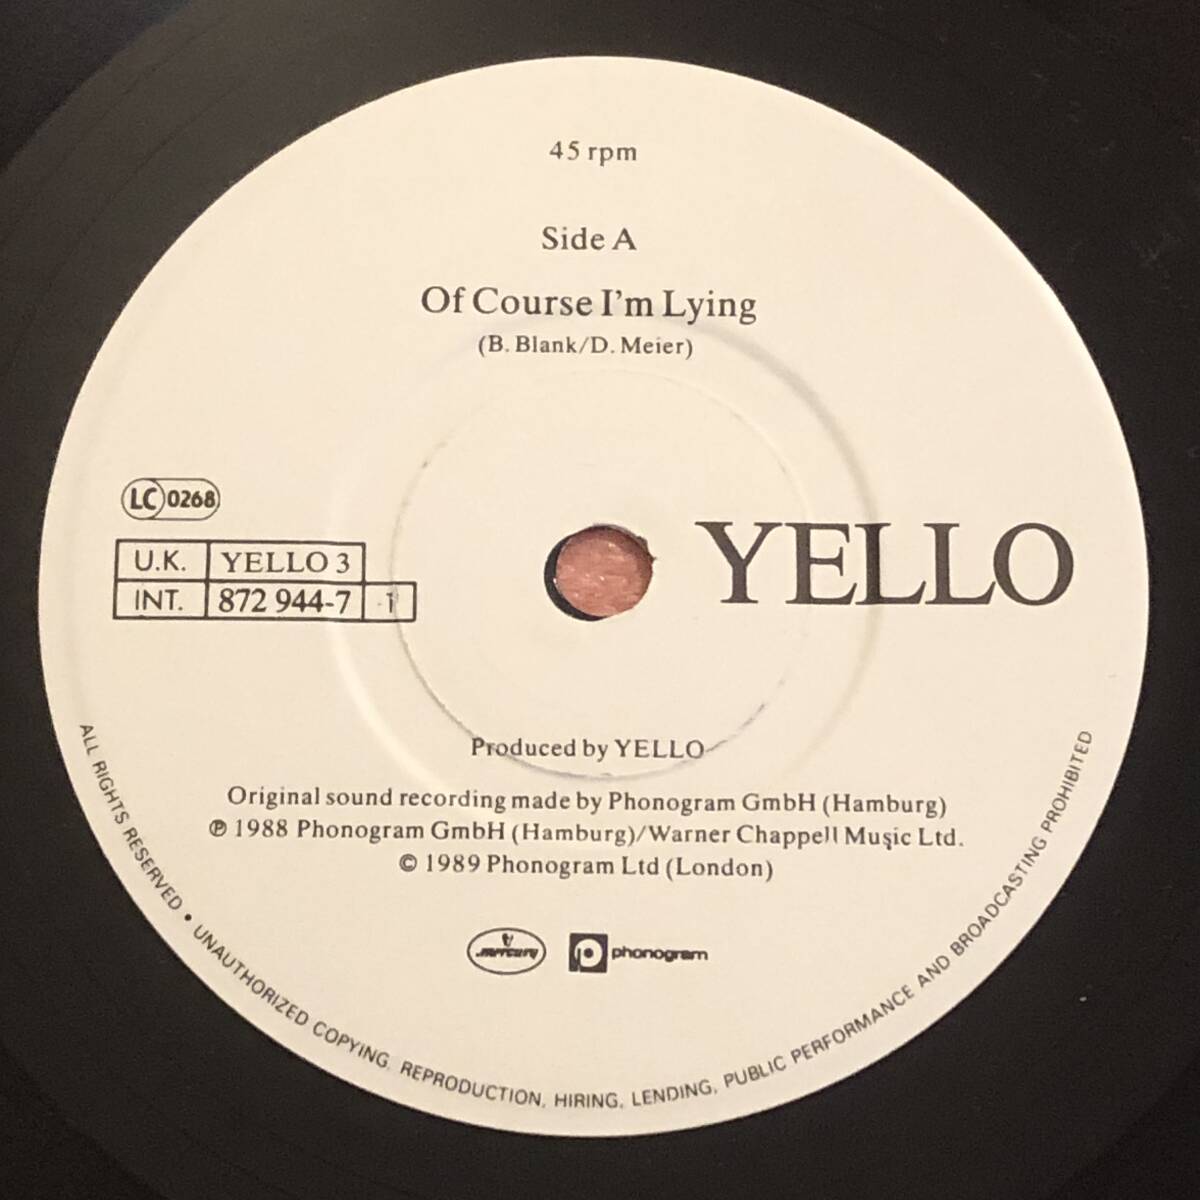 45 rpm
Side A
Of Course I'm Lying
(B. Blank/D. Meier)
LC 0268
U.K. YELLO 3
INT. 872 944-7 1
YELLO
Produced by YELLO
Original sound recording made by Phonogram GmbH (Hamburg)
℗ 1988 Phonogram GmbH (Hamburg)/Warner Chappell Music Ltd.
© 1989 Phonogram Ltd (London)
mercury
phonogram
ALL RIGHTS RESERVED • UNAUTHORIZED COPYING, REPRODUCTION, HIRING, LENDING, PUBLIC PERFORMANCE AND BROADCASTING PROHIBITED